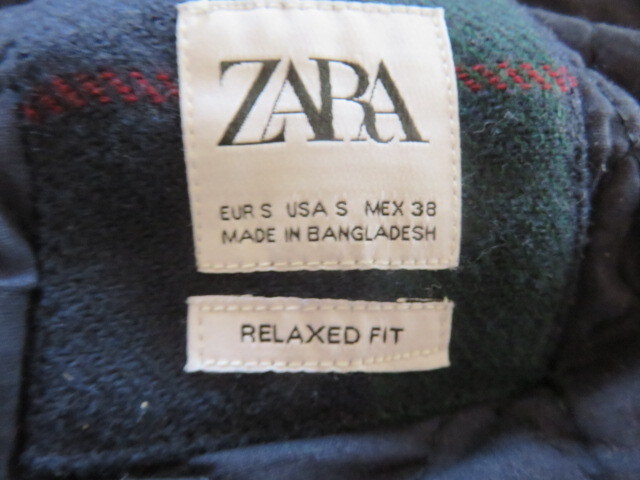 ZARA
EUR S USA S MEX 38
MADE IN BANGLADESH
RELAXED FIT